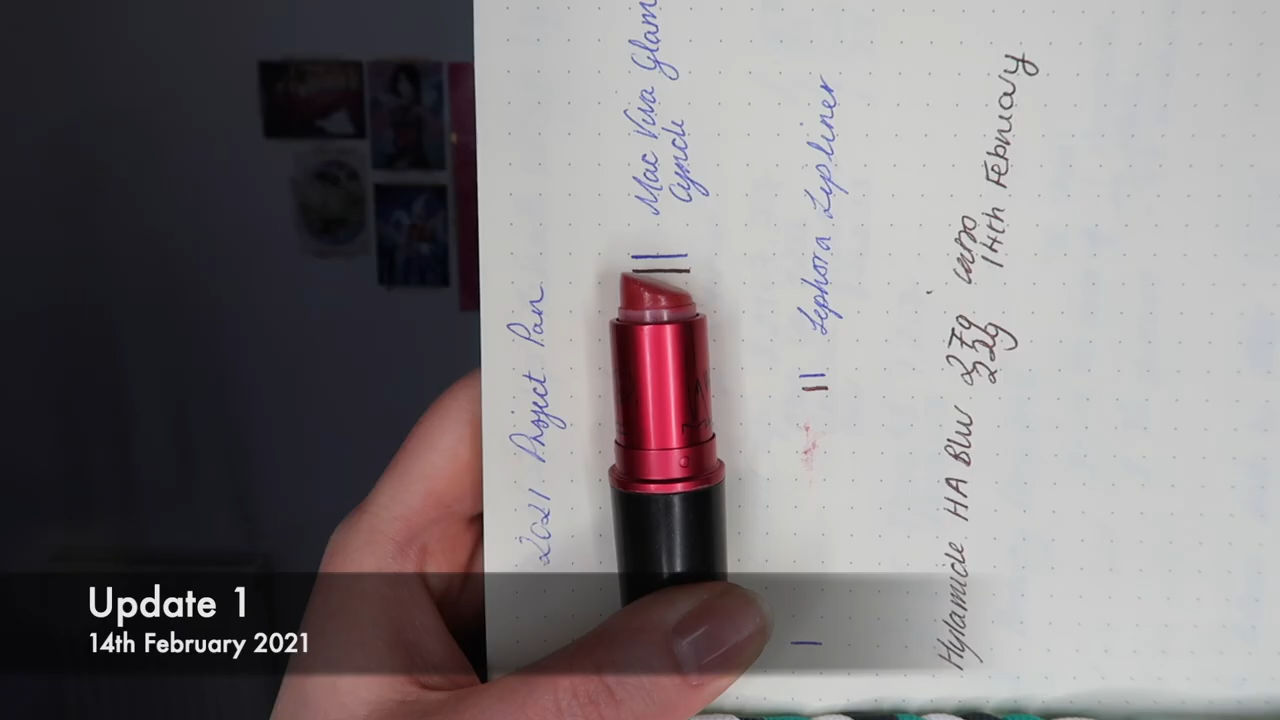 2021 Project Pan
Mac Viva Glam
Cyndi
Sephora Lipliner
Hylamide HA Blur 27g
22g 14th February
Update 1
14th February 2021